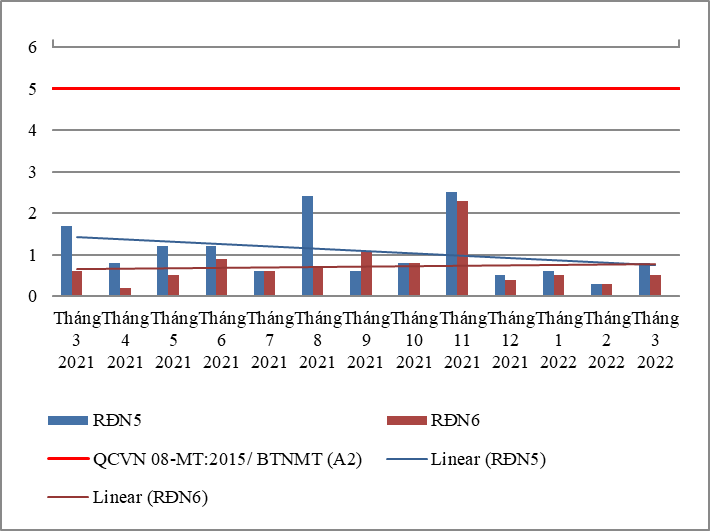 6
5
4
3
2
1
0
Tháng Tháng Tháng Tháng Tháng Tháng Tháng Tháng Tháng Tháng Tháng Tháng Tháng
3 4 5 6 7 8 9 10 11 12 1 2 3
2021 2021 2021 2021 2021 2021 2021 2021 2021 2021 2022 2022 2022
RĐN5 RĐN6
QCVN 08-MT:2015/ BTNMT (A2) Linear (RĐN5)
Linear (RĐN6)